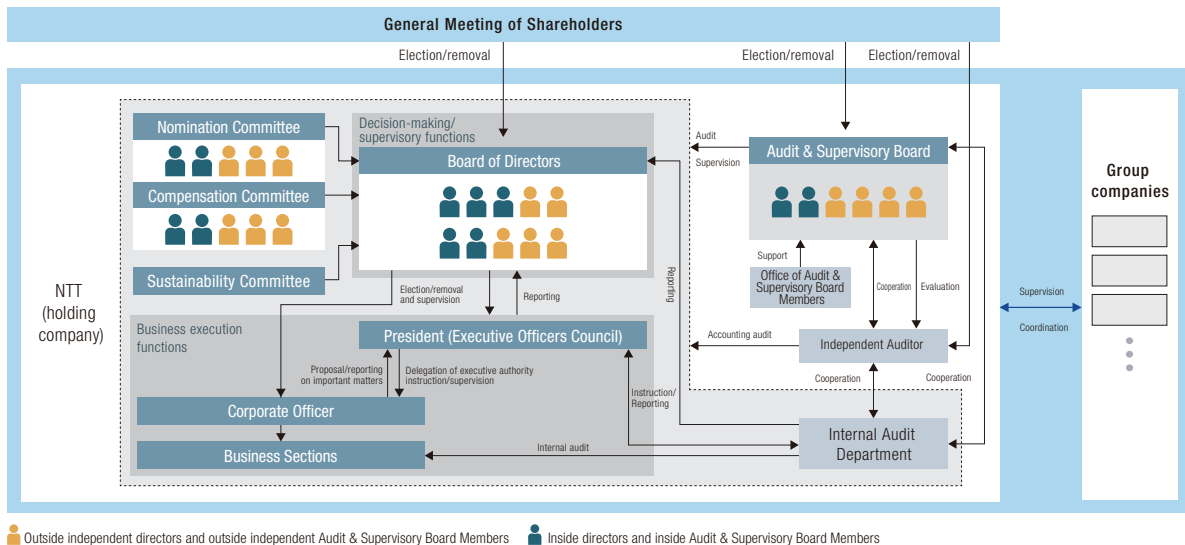 General Meeting of Shareholders
Election/removal
Election/removal
Election/removal
NTT
(holding
company)
Nomination Committee
Compensation Committee
Sustainability Committee
Decision-making/
supervisory functions
Board of Directors
Audit
Supervision
Audit & Supervisory Board
Support
Office of Audit &
Supervisory Board
Members
Cooperation
Evaluation
Reporting
Election/removal
and supervision
Reporting
Business execution
functions
President (Executive Officers Council)
Accounting audit
Independent Auditor
Proposal/reporting
on important matters
Delegation of executive authority
instruction/supervision
Instruction/
Reporting
Cooperation
Cooperation
Corporate Officer
Business Sections
Internal audit
Internal Audit
Department
Supervision
Coordination
Group
companies
Outside independent directors and outside independent Audit & Supervisory Board Members
Inside directors and inside Audit & Supervisory Board Members